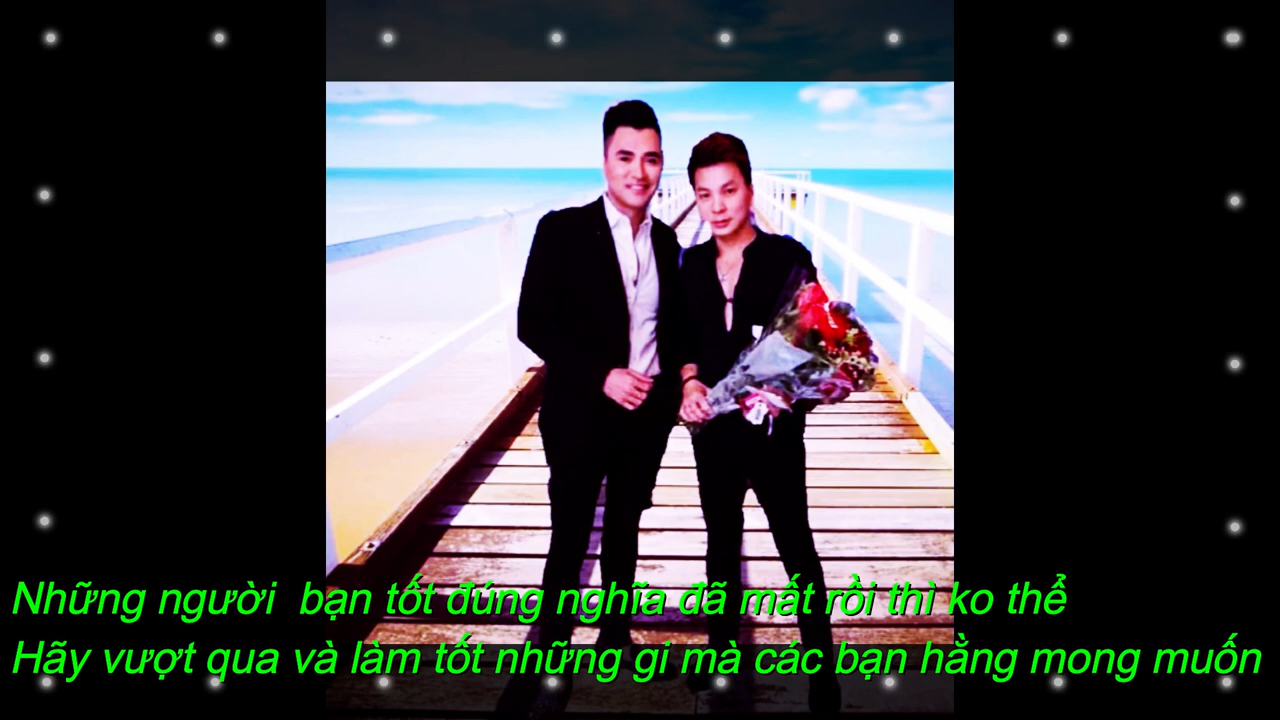 Những người bạn tốt đúng nghĩa đã mất rồi thì ko thể
Hãy vượt qua và làm tốt những gi mà các bạn hằng mong muốn